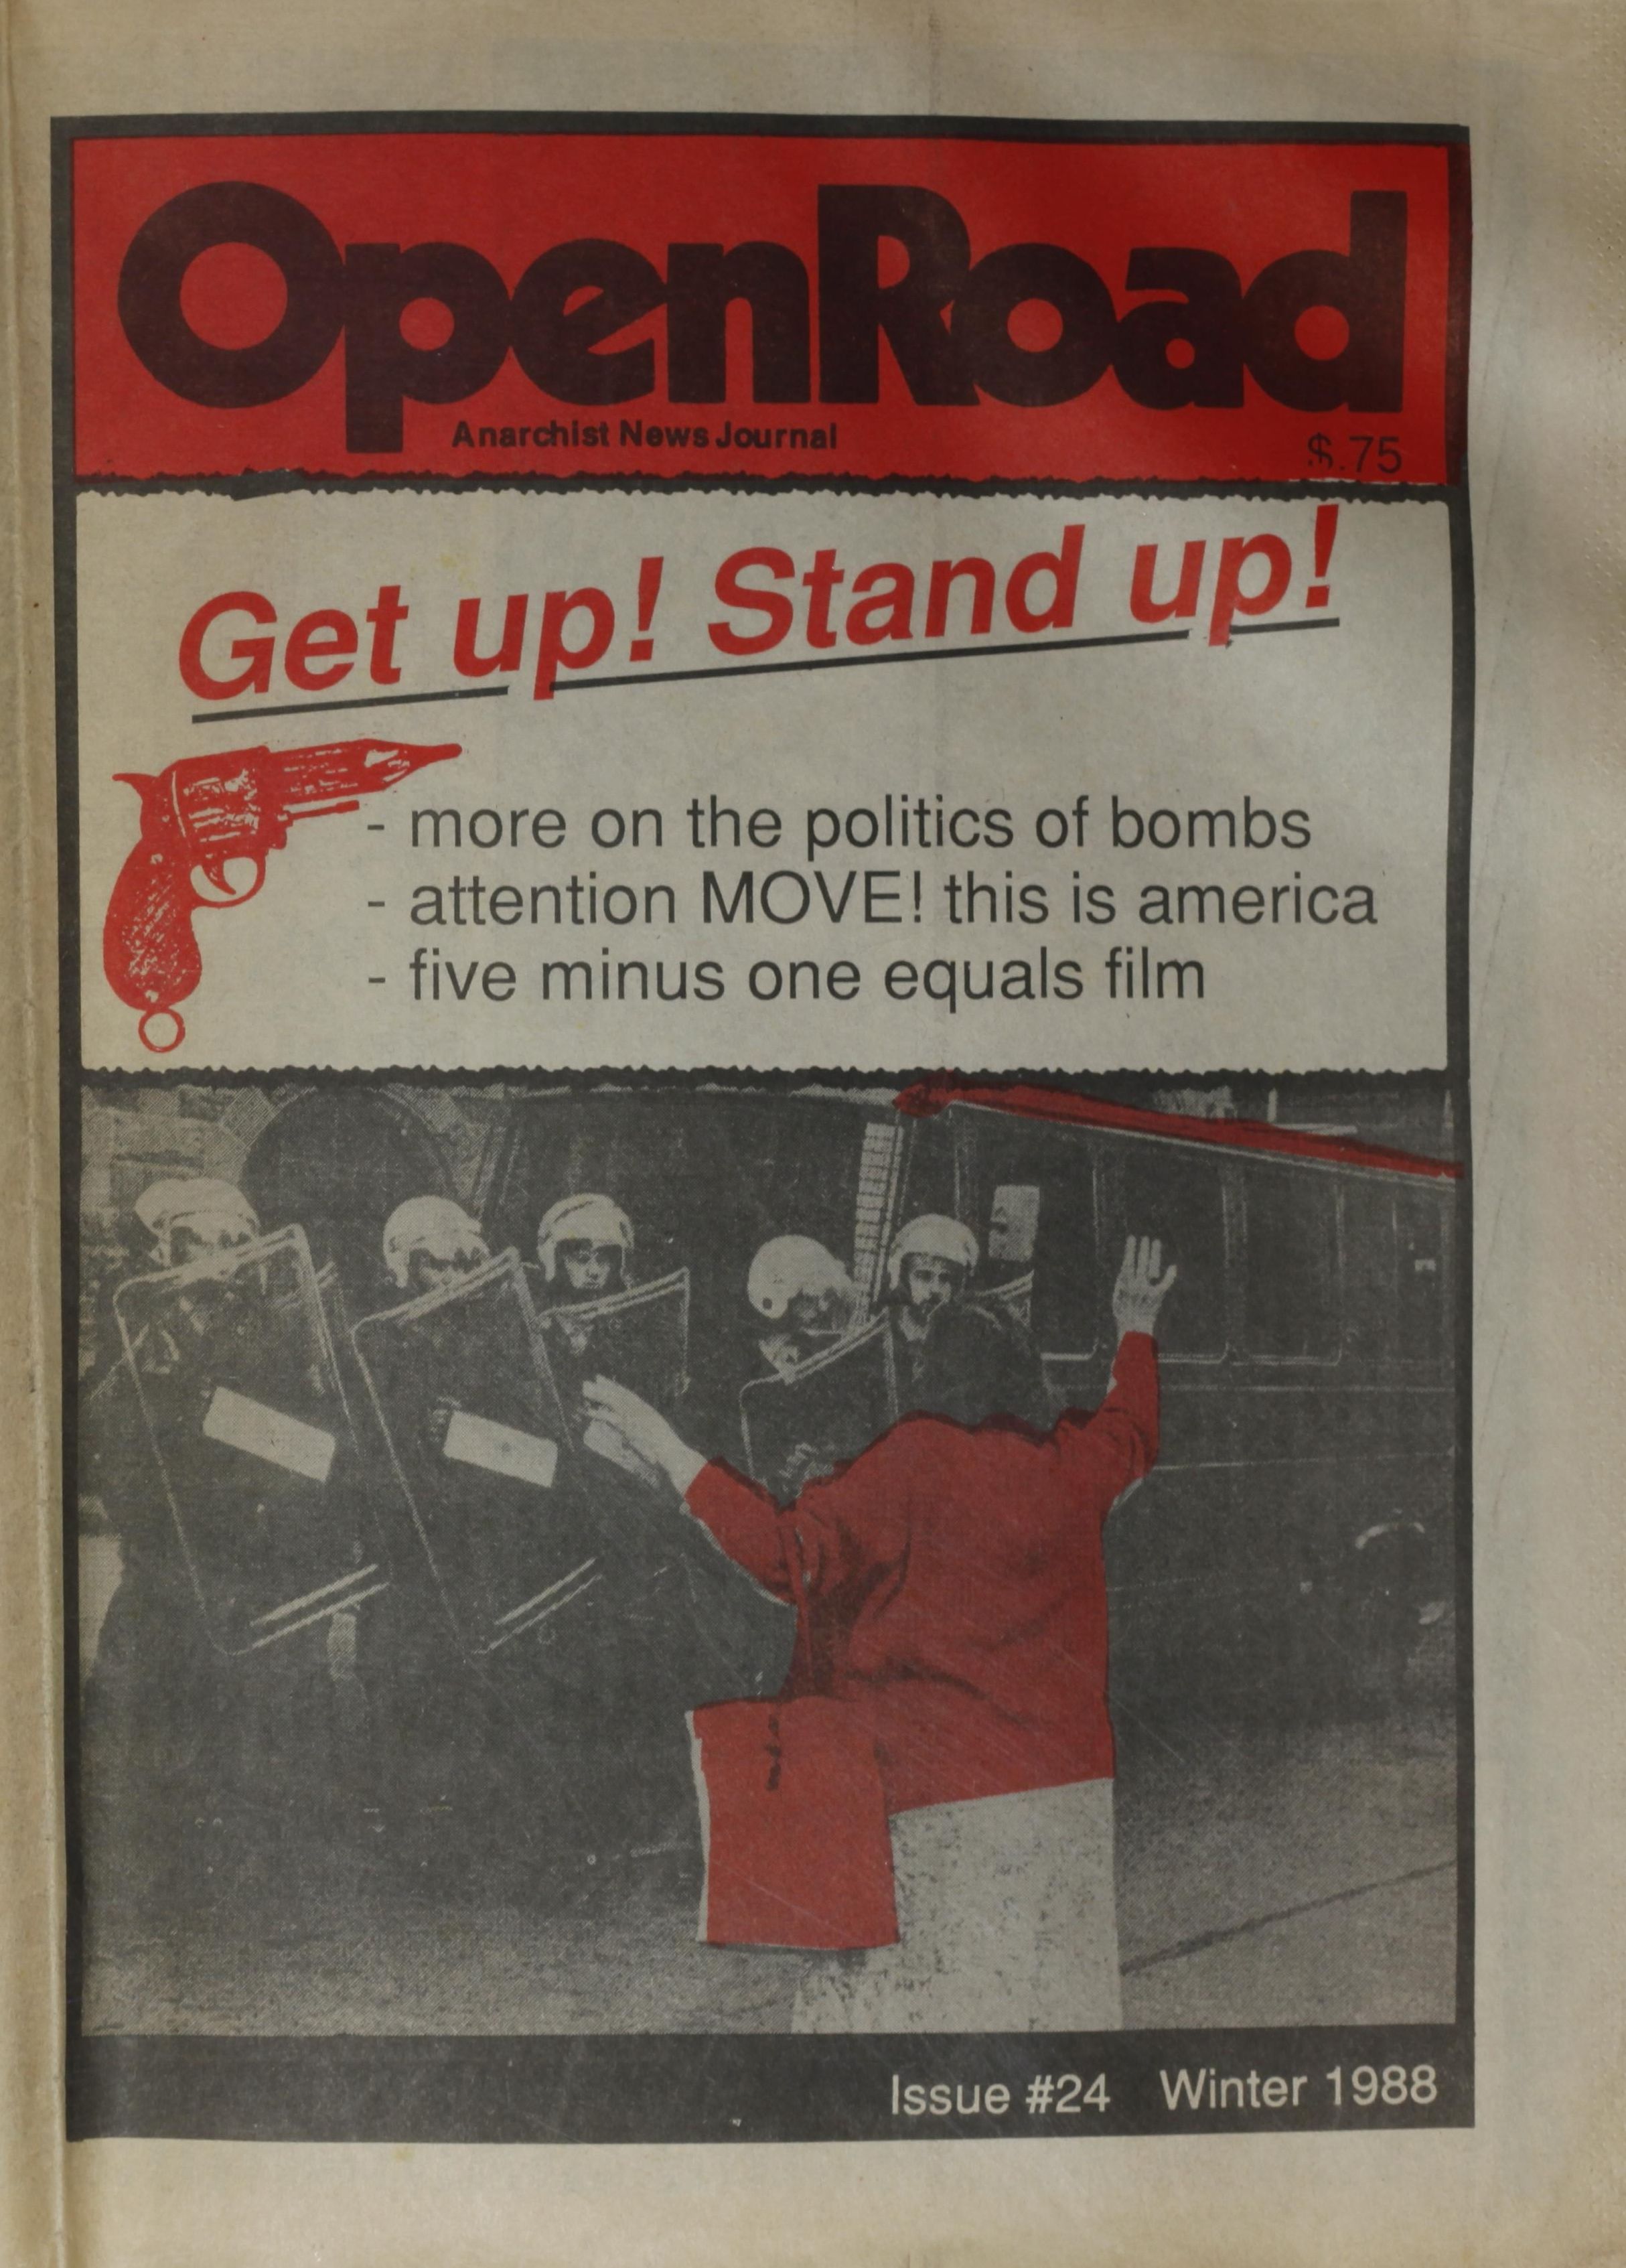 OpenRoad
Anarchist News Journal
$.75
Get up! Stand up!
- more on the politics of bombs
- attention MOVE! this is america
- five minus one equals film
Issue #24 Winter 1988